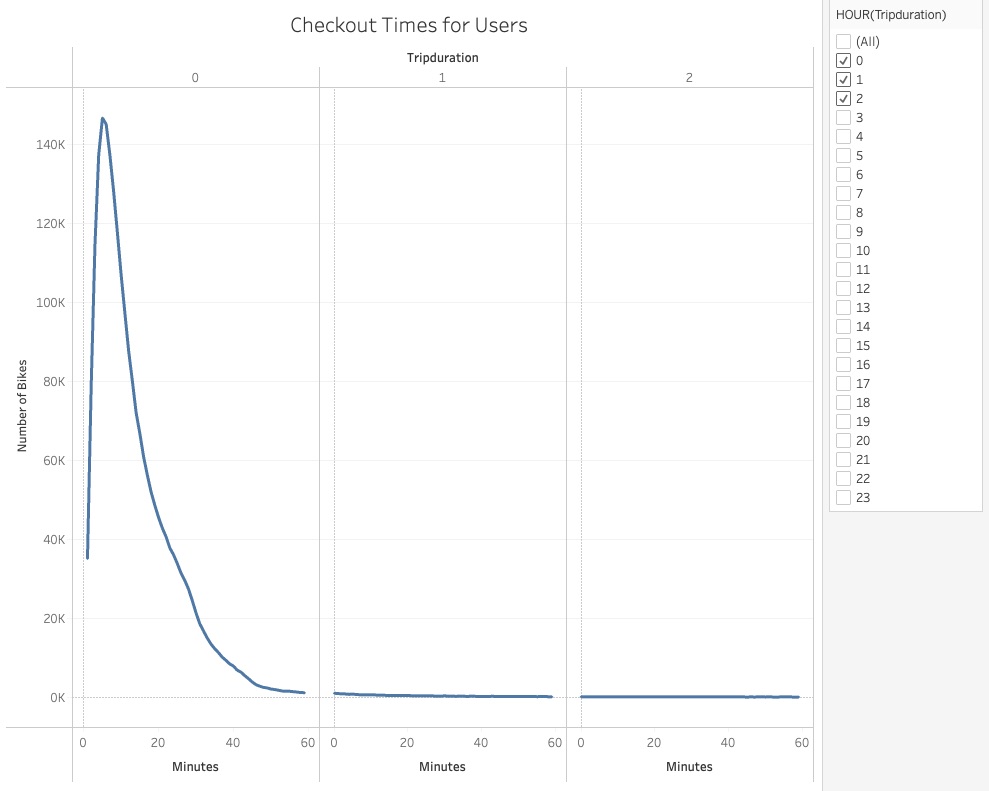 Checkout Times for Users
Tripduration
0 1 2
140K
120K
100K
80K
60K
40K
20K
0K
Number of Bikes
0 20 40 60 0 20 40 60 0 20 40 60
Minutes Minutes Minutes
HOUR(Tripduration)
(All)
0
1
2
3
4
5
6
7
8
9
10
11
12
13
14
15
16
17
18
19
20
21
22
23